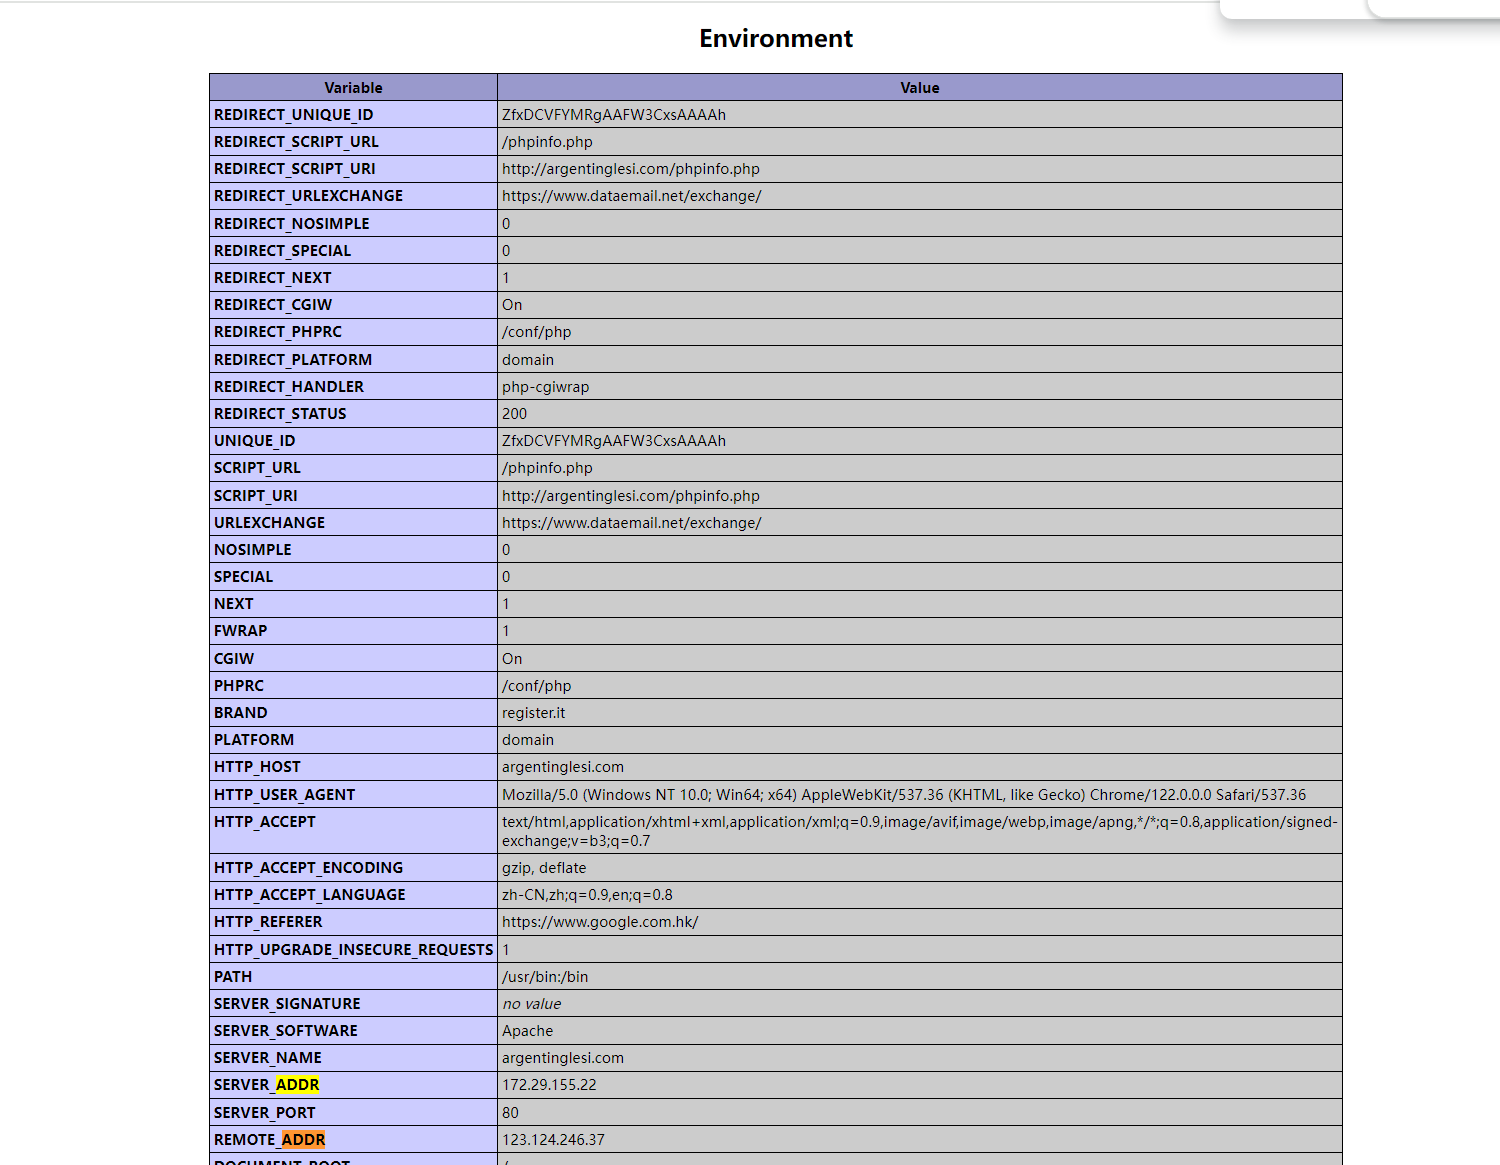 Environment
Variable Value
REDIRECT_UNIQUE_ID ZfxDCVFYMRgAAFW3CxsAAAAh
REDIRECT_SCRIPT_URL /phpinfo.php
REDIRECT_SCRIPT_URI http://argentinglesi.com/phpinfo.php
REDIRECT_URLEXCHANGE https://www.dataemail.net/exchange/
REDIRECT_NOSIMPLE 0
REDIRECT_SPECIAL 0
REDIRECT_NEXT 1
REDIRECT_CGIW On
REDIRECT_PHPRC /conf/php
REDIRECT_PLATFORM domain
REDIRECT_HANDLER php-cgiwrap
REDIRECT_STATUS 200
UNIQUE_ID ZfxDCVFYMRgAAFW3CxsAAAAh
SCRIPT_URL /phpinfo.php
SCRIPT_URI http://argentinglesi.com/phpinfo.php
URLEXCHANGE https://www.dataemail.net/exchange/
NOSIMPLE 0
SPECIAL 0
NEXT 1
FWRAP 1
CGIW On
PHPRC /conf/php
BRAND register.it
PLATFORM domain
HTTP_HOST argentinglesi.com
HTTP_USER_AGENT Mozilla/5.0 (Windows NT 10.0; Win64; x64) AppleWebKit/537.36 (KHTML, like Gecko) Chrome/122.0.0.0 Safari/537.36
HTTP_ACCEPT text/html,application/xhtml+xml,application/xml;q=0.9,image/avif,image/webp,image/apng,*/*;q=0.8,application/signed-
exchange;v=b3;q=0.7
HTTP_ACCEPT_ENCODING gzip, deflate
HTTP_ACCEPT_LANGUAGE zh-CN,zh;q=0.9,en;q=0.8
HTTP_REFERER https://www.google.com.hk/
HTTP_UPGRADE_INSECURE_REQUESTS 1
PATH /usr/bin:/bin
SERVER_SIGNATURE no value
SERVER_SOFTWARE Apache
SERVER_NAME argentinglesi.com
SERVER_ADDR 172.29.155.22
SERVER_PORT 80
REMOTE_ADDR 123.124.246.37
DOCUMENT_ROOT /